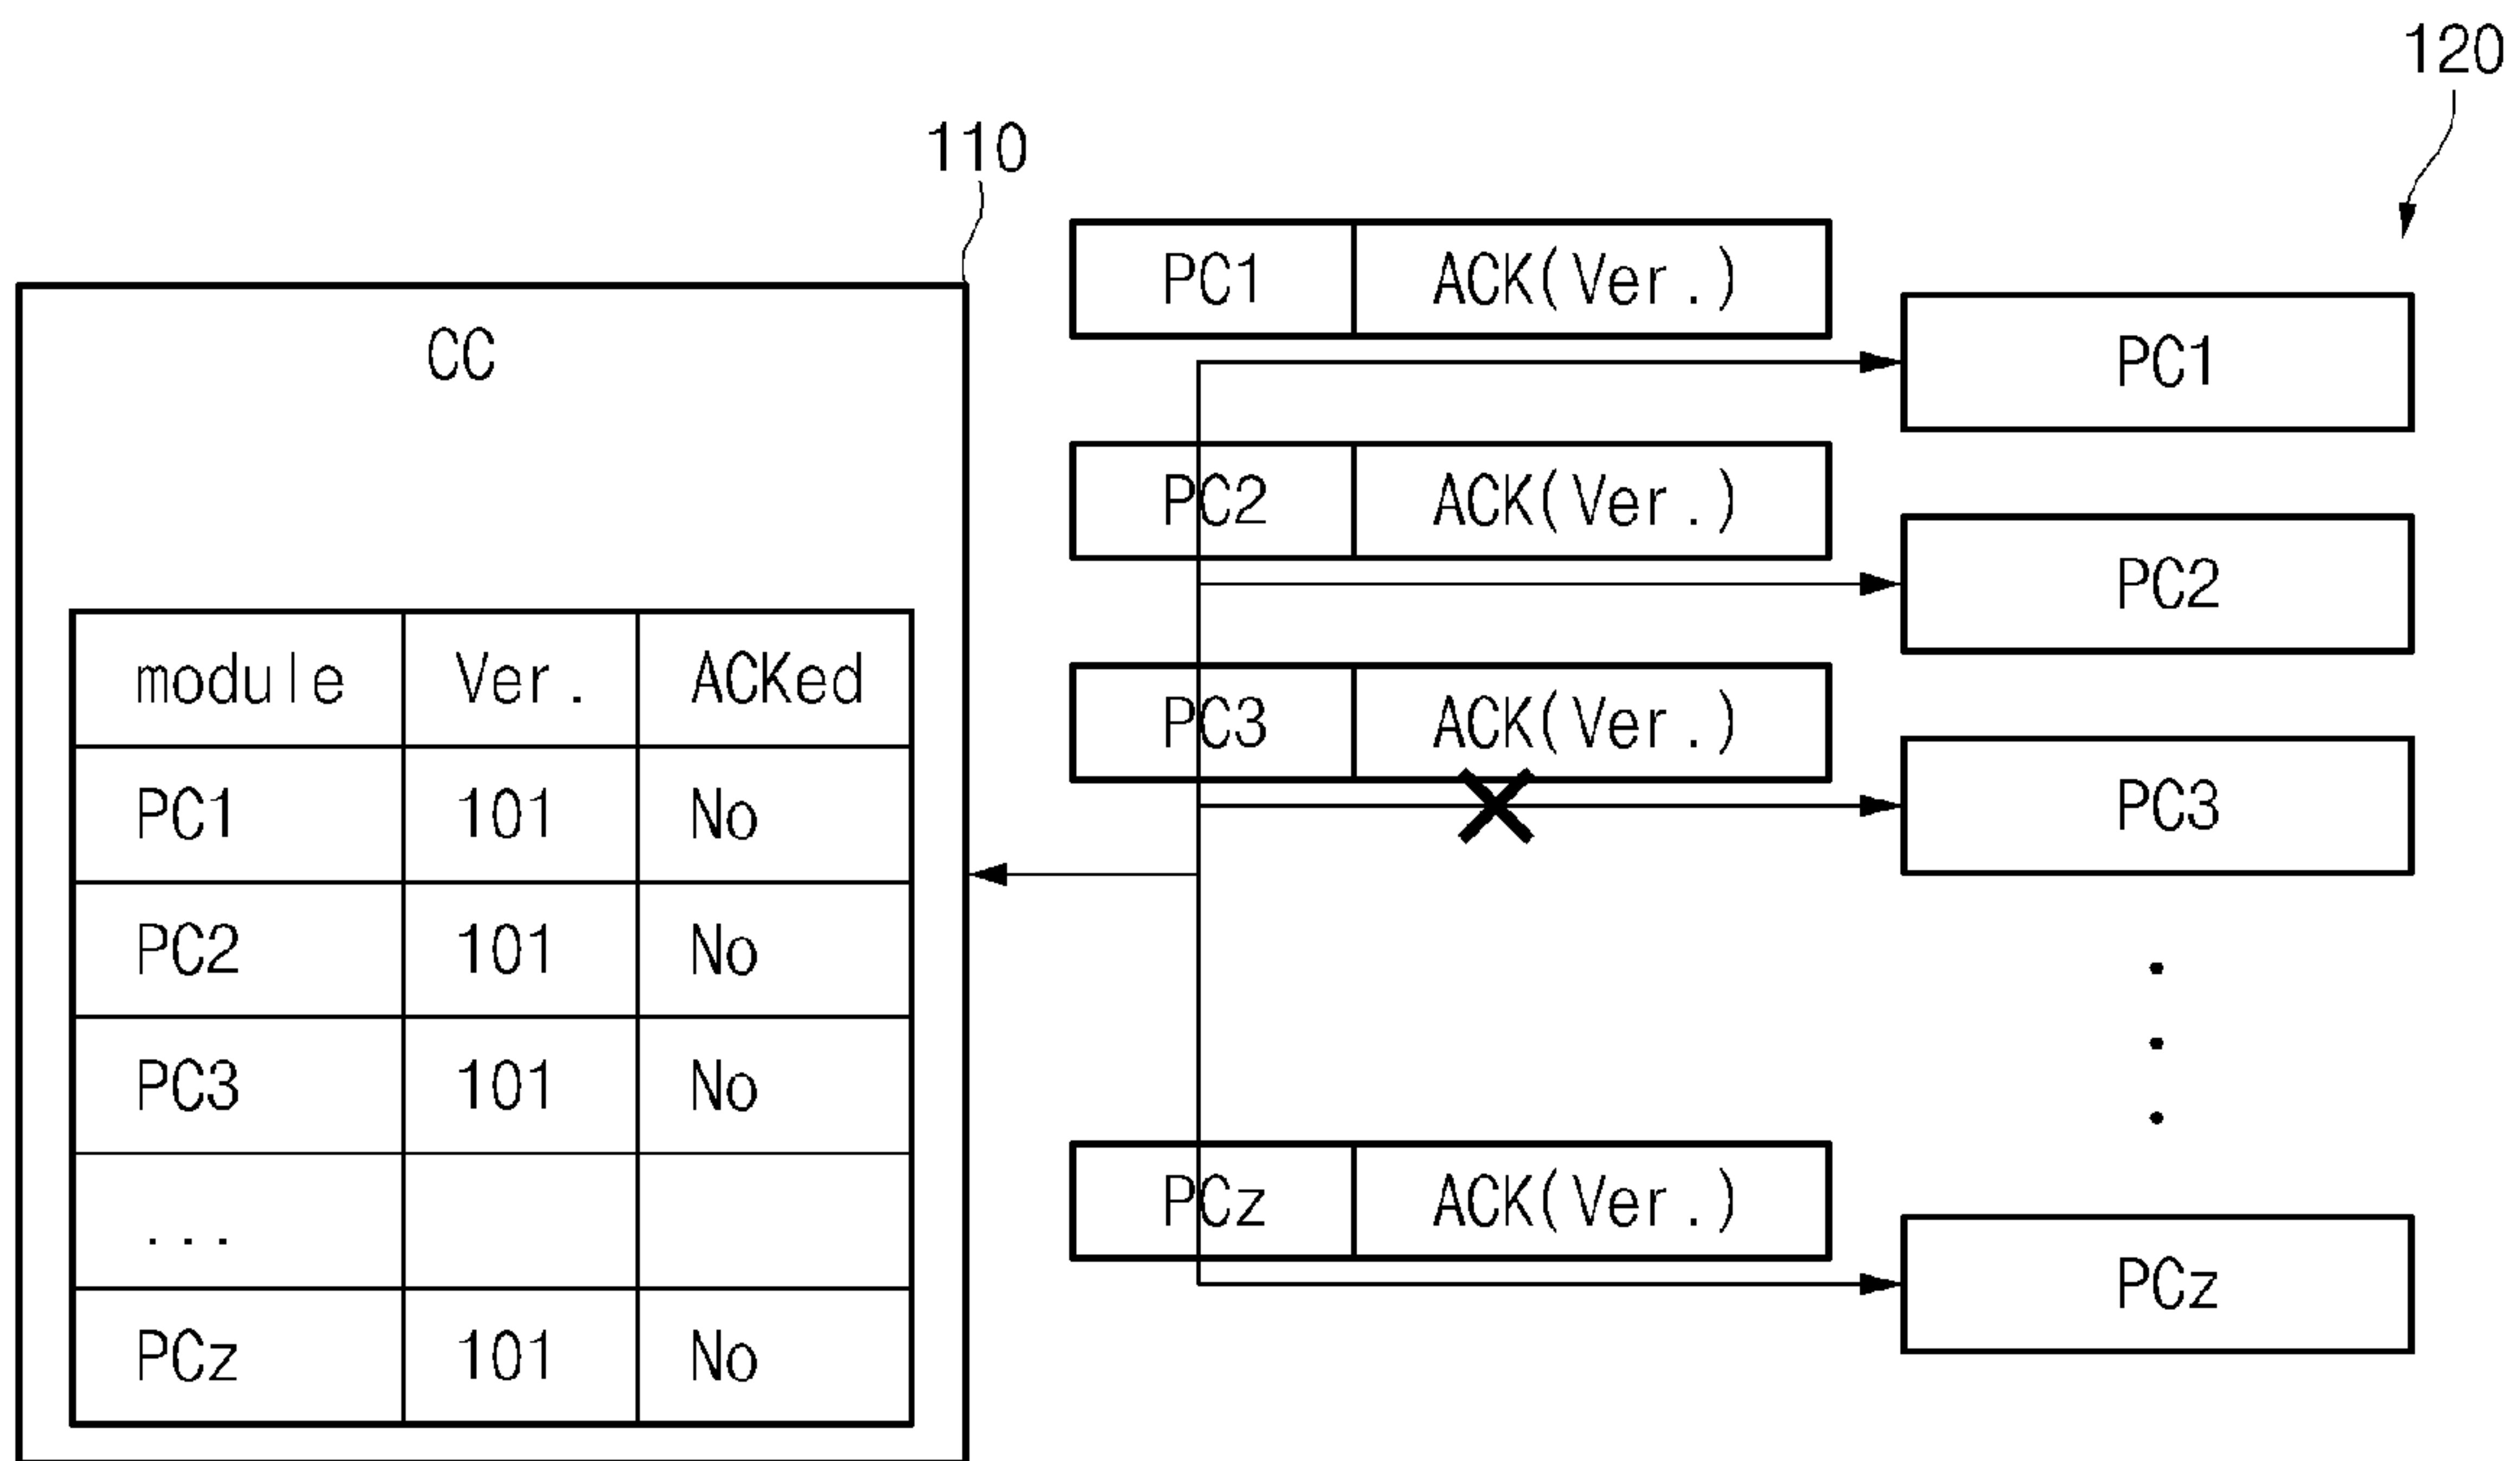 120
110
PC1 ACK(Ver.)
CC
PC1
PC2 ACK(Ver.)
PC2
module Ver. ACKed
PC3 ACK(Ver.)
PC1 101 No
PC3
PC2 101 No
PC3 101 No
...
PCz ACK(Ver.)
PCz
PCz 101 No